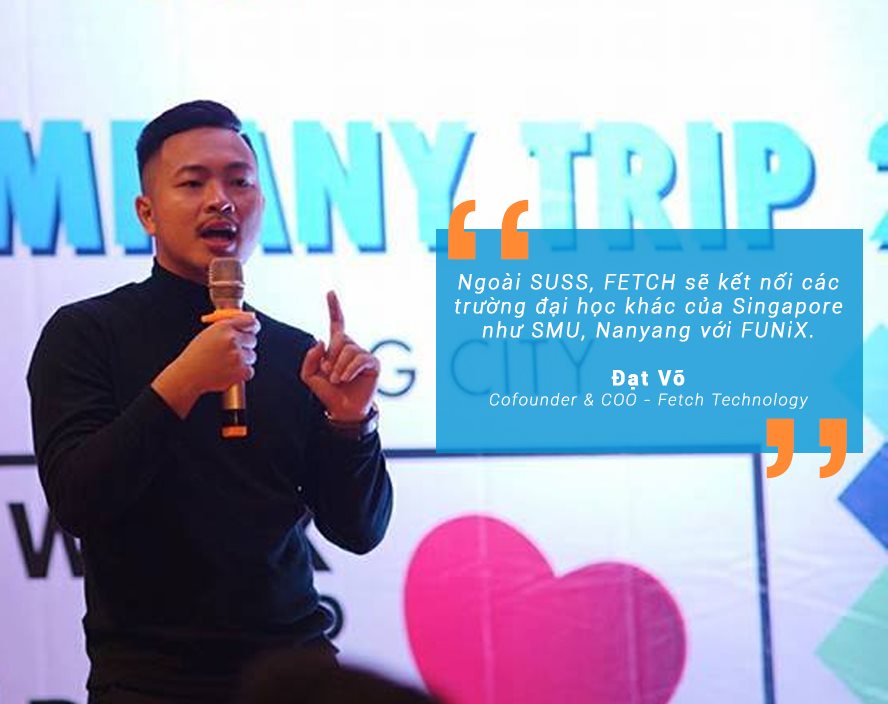 MPANY TRIP 2
G CITY
Ngoài SUSS, FETCH sẽ kết nối các
trường đại học khác của Singapore
như SMU, Nanyang với FUNiX.
Đạt Võ
Cofounder & COO - Fetch Technology